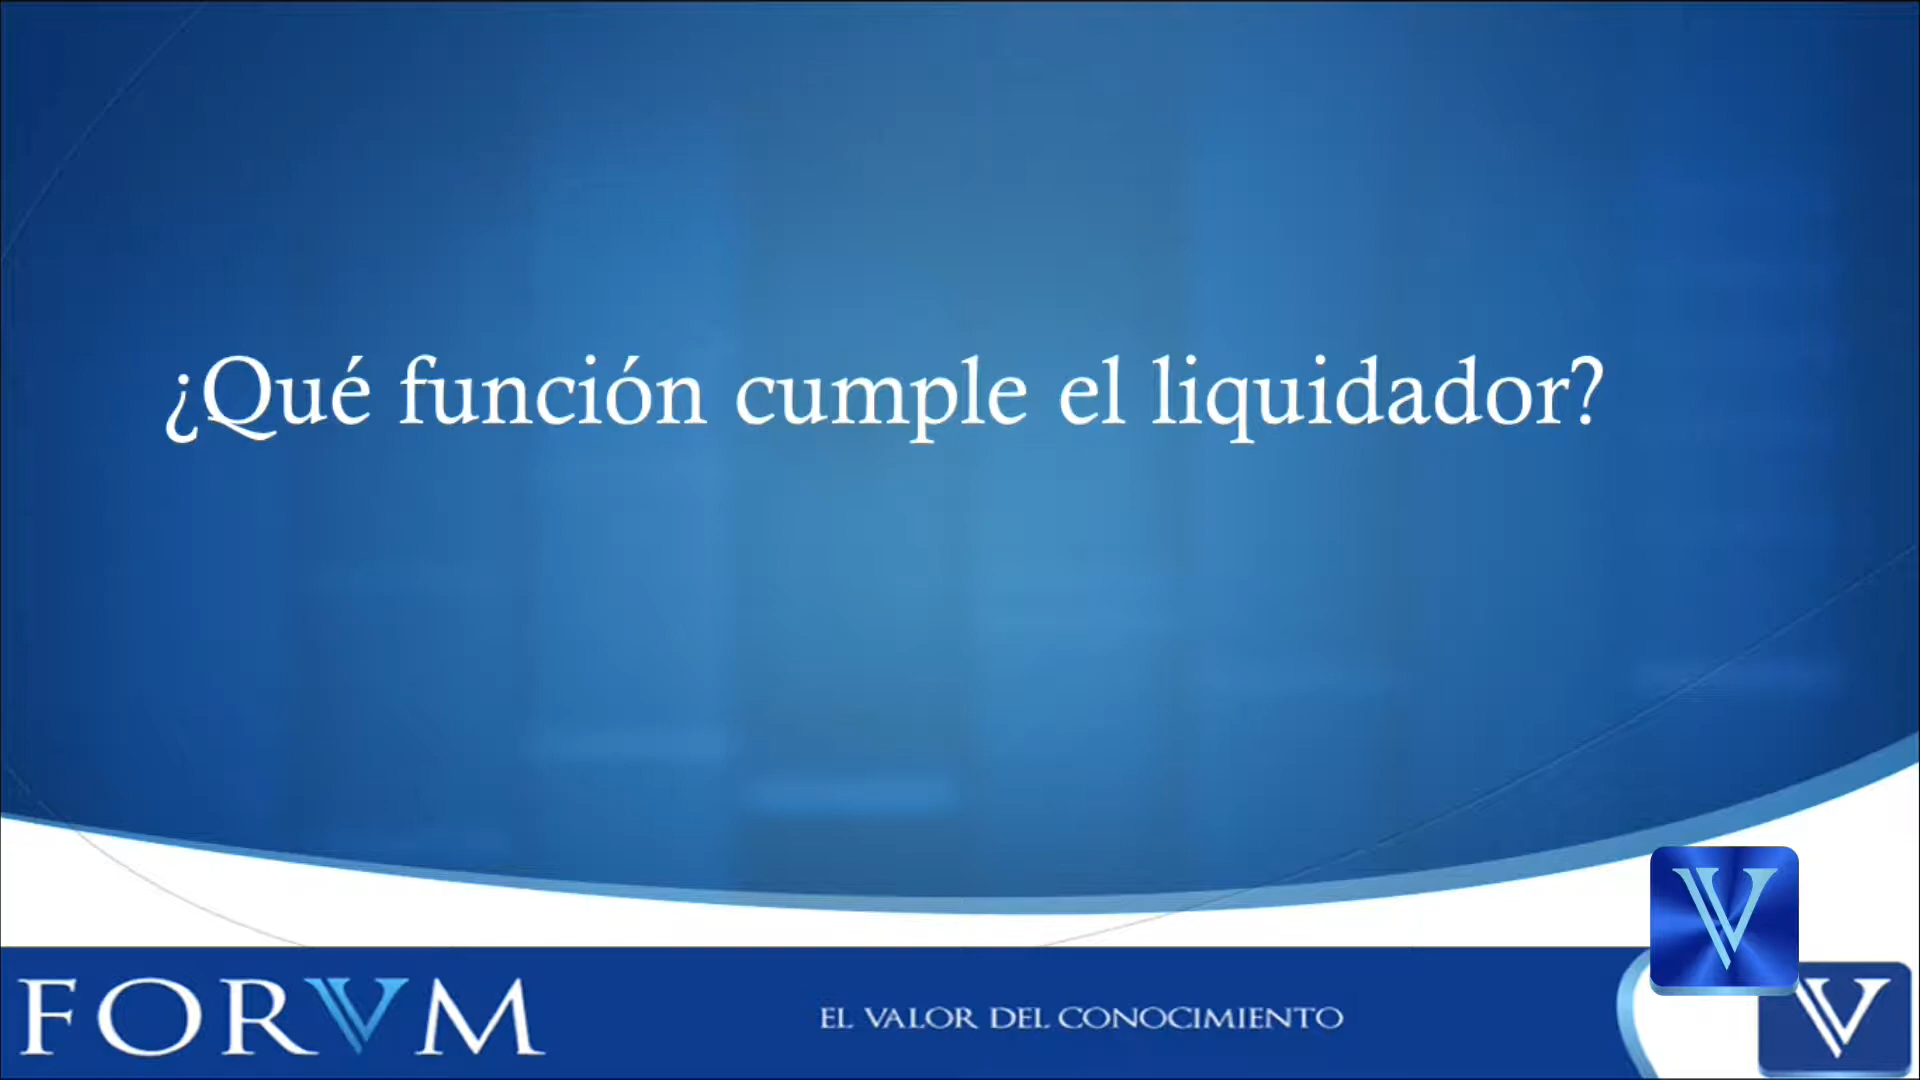 ¿Qué función cumple el liquidador?
FORVM
EL VALOR DEL CONOCIMIENTO
V
V